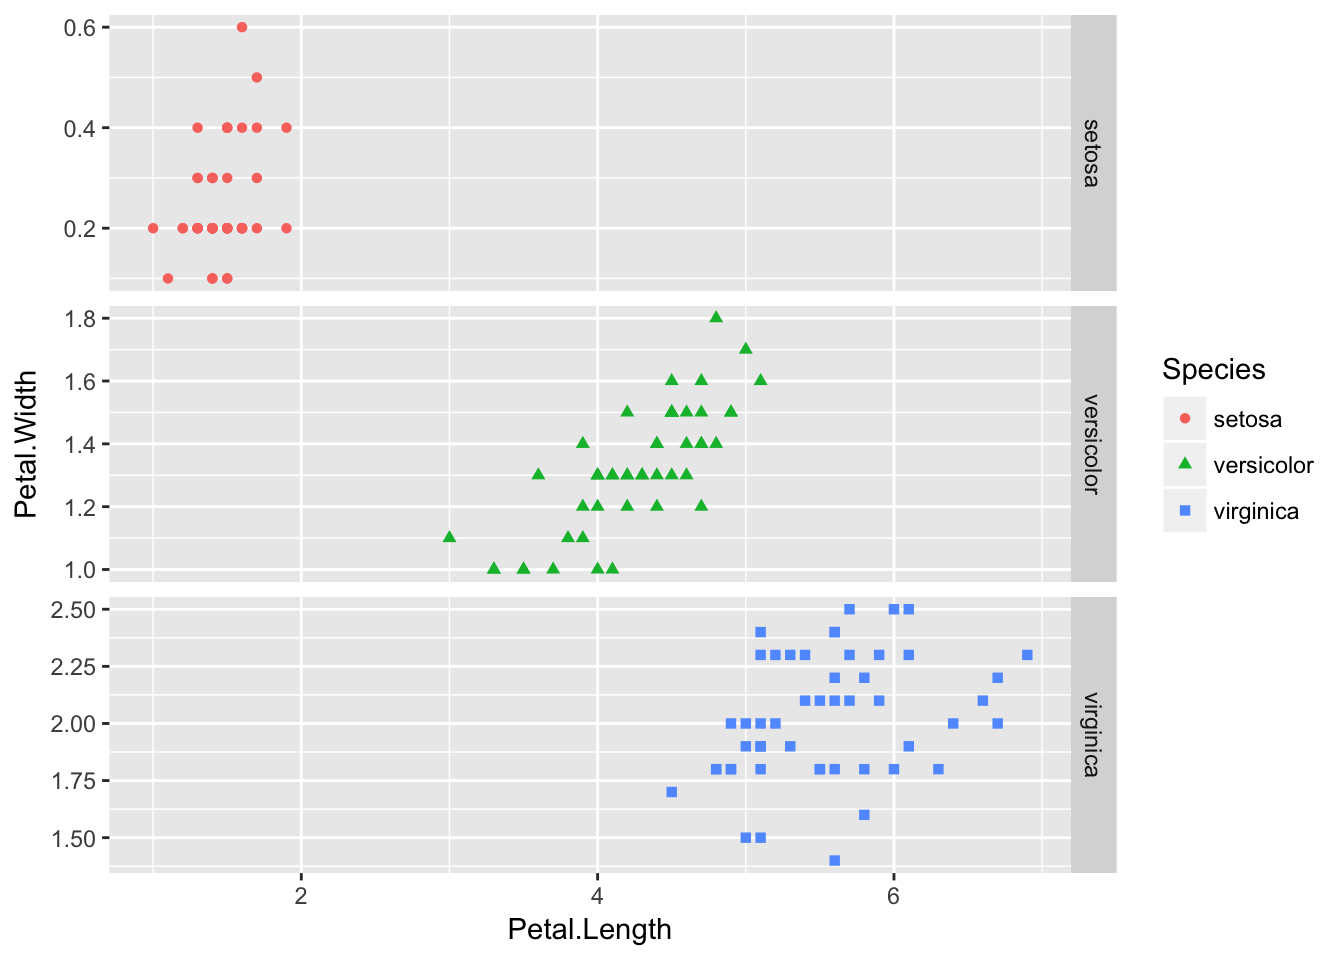 0.6
0.4
0.2
setosa
1.8
1.6
1.4
1.2
1.0
versicolor
2.50
2.25
2.00
1.75
1.50
virginica
2 4 6
Petal.Length
Petal.Width
Species
setosa
versicolor
virginica